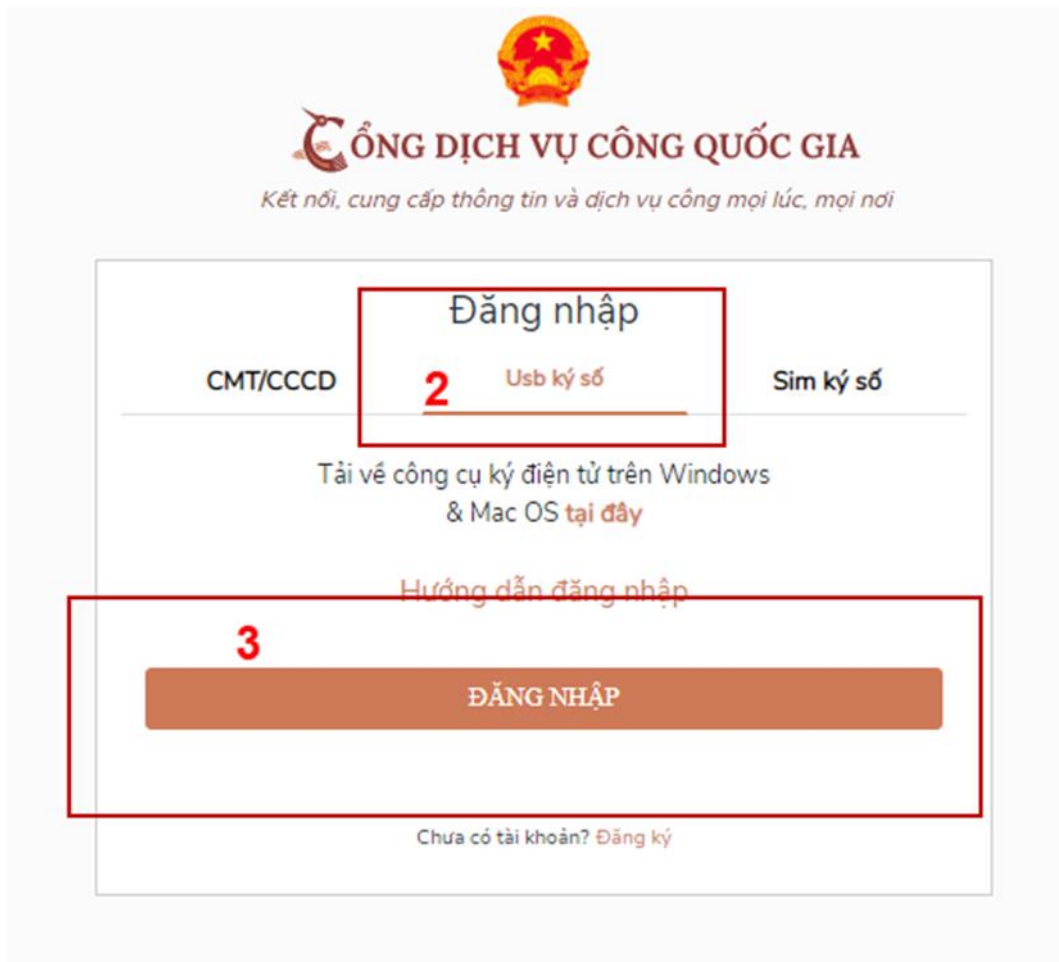 CỔNG DỊCH VỤ CÔNG QUỐC GIA
Kết nối, cung cấp thông tin và dịch vụ công mọi lúc, mọi nơi
Đăng nhập
CMT/CCCD
2
Usb ký số
Sim ký số
Tải về công cụ ký điện tử trên Windows
& Mac OS tại đây
Hướng dẫn đăng nhập
3
ĐĂNG NHẬP
Chưa có tài khoản? Đăng ký